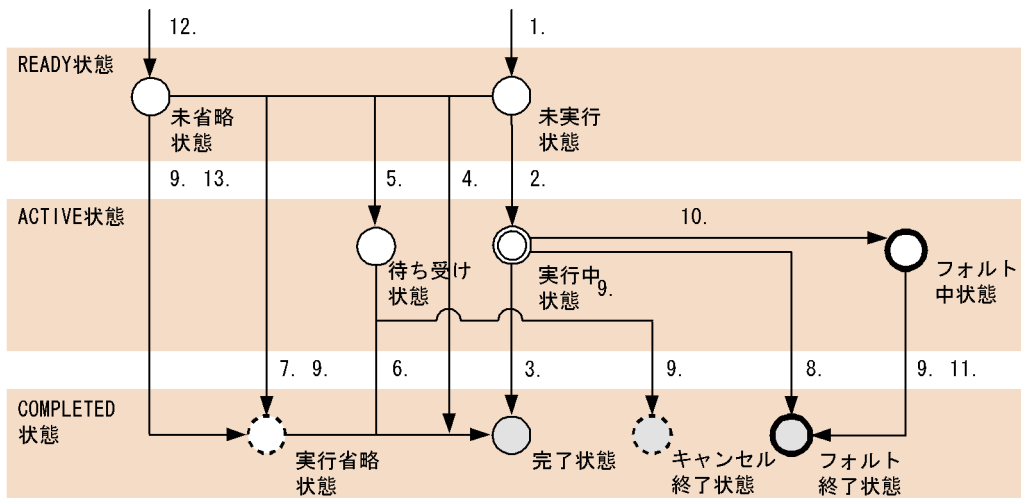 12.
1.
READY状態
未省略
状態
未実行
状態
9. 13.
5.
4.
2.
ACTIVE状態
10.
待ち受け
状態
実行中
状態
9.
フォルト
中状態
7. 9.
6.
3.
9.
8.
9. 11.
COMPLETED
状態
実行省略
状態
完了状態
キャンセル
終了状態
フォルト
終了状態